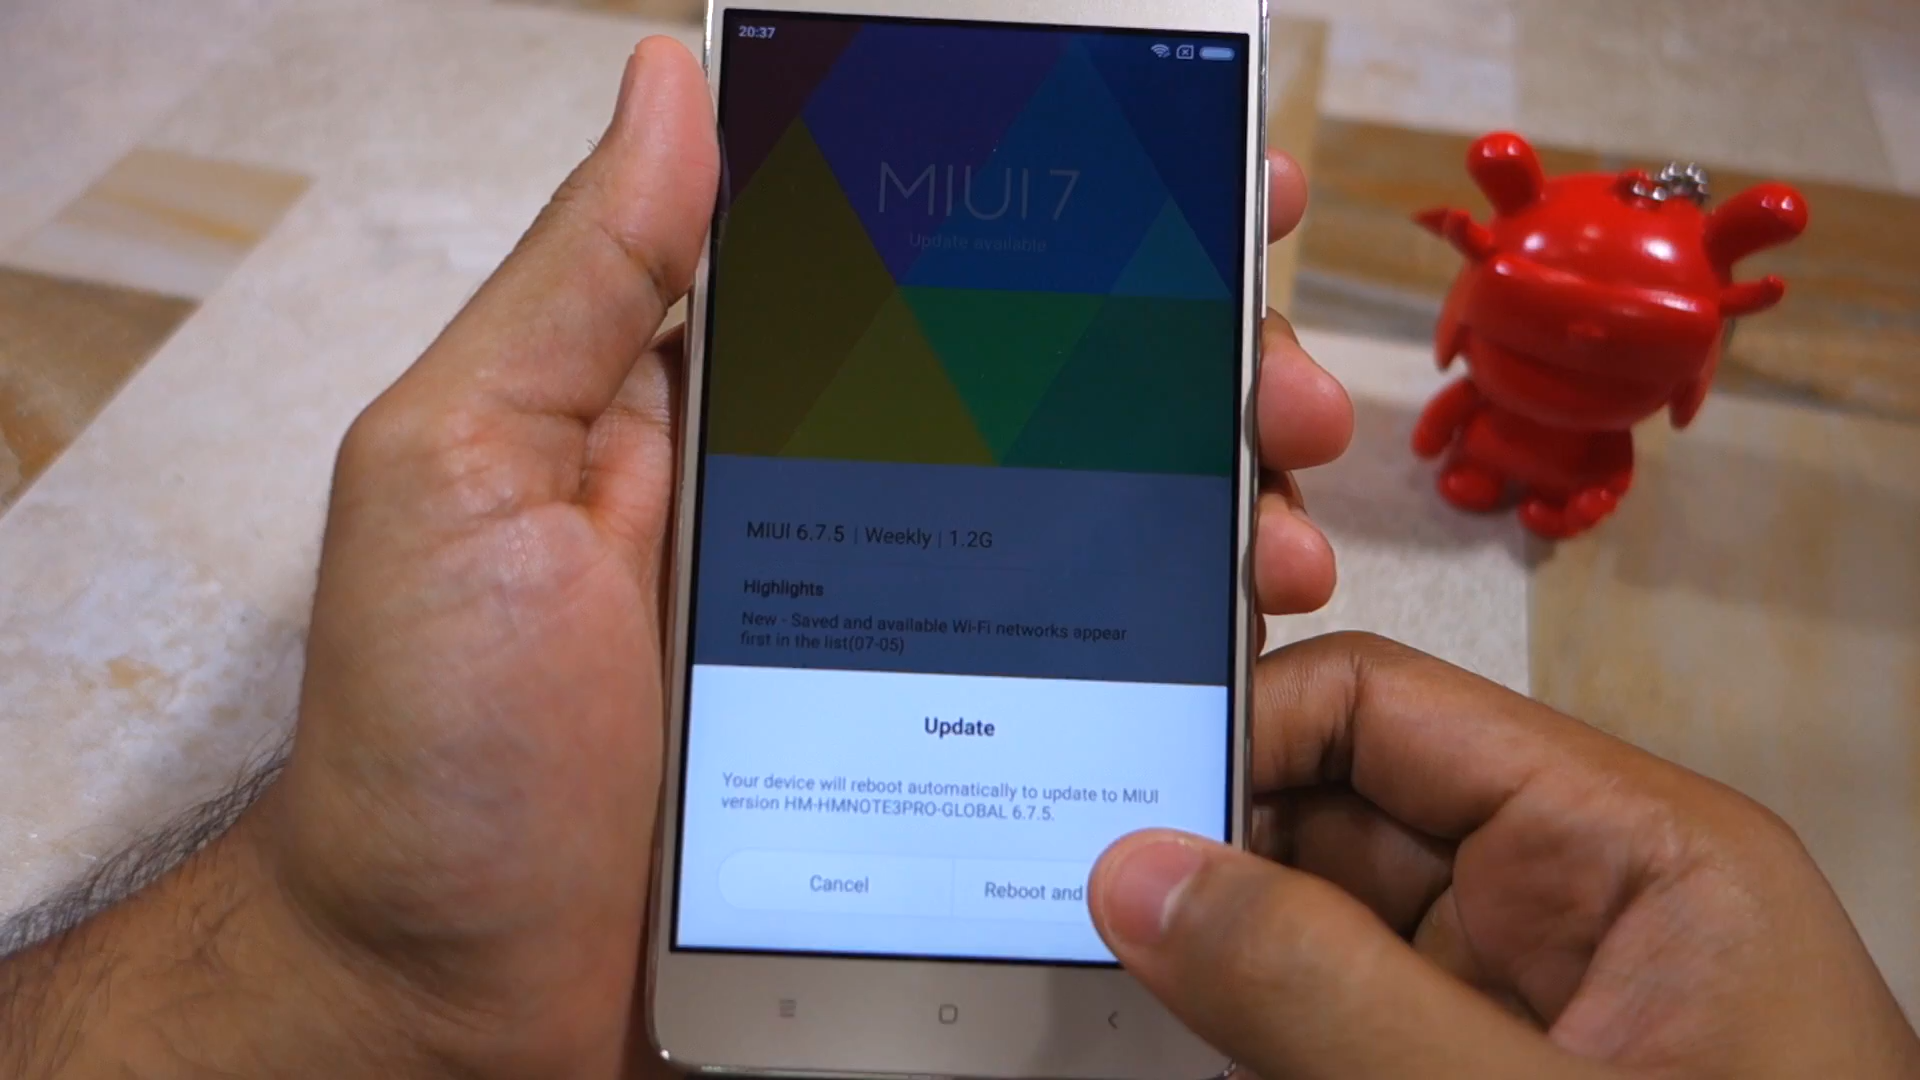 20:37
MIUI 7
Update available
MIUI 6.7.5 | Weekly | 1.2G
Highlights
New - Saved and available Wi-Fi networks appear
first in the list(07-05)
Update
Your device will reboot automatically to update to MIUI
version HM-HMNOTE3PRO-GLOBAL 6.7.5.
Cancel
Reboot and